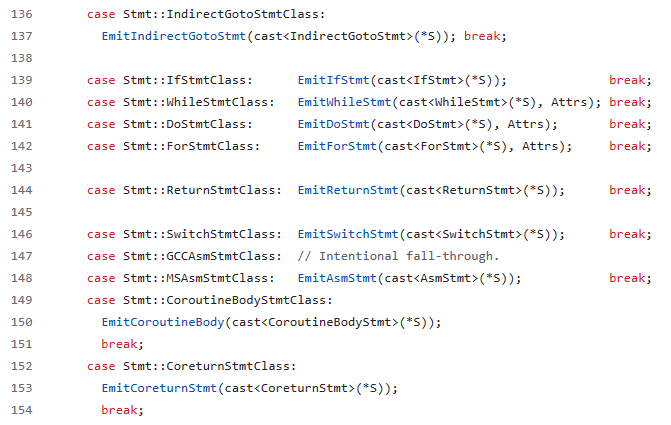 136 case Stmt::IndirectGotoStmtClass:
137 EmitIndirectGotoStmt(cast<IndirectGotoStmt>(*S)); break;
138
139 case Stmt::IfStmtClass: EmitIfStmt(cast<IfStmt>(*S)); break;
140 case Stmt::WhileStmtClass: EmitWhileStmt(cast<WhileStmt>(*S), Attrs); break;
141 case Stmt::DoStmtClass: EmitDoStmt(cast<DoStmt>(*S), Attrs); break;
142 case Stmt::ForStmtClass: EmitForStmt(cast<ForStmt>(*S), Attrs); break;
143
144 case Stmt::ReturnStmtClass: EmitReturnStmt(cast<ReturnStmt>(*S)); break;
145
146 case Stmt::SwitchStmtClass: EmitSwitchStmt(cast<SwitchStmt>(*S)); break;
147 case Stmt::GCCAsmStmtClass: // Intentional fall-through.
148 case Stmt::MSAsmStmtClass: EmitAsmStmt(cast<AsmStmt>(*S)); break;
149 case Stmt::CoroutineBodyStmtClass:
150 EmitCoroutineBody(cast<CoroutineBodyStmt>(*S));
151 break;
152 case Stmt::CoreturnStmtClass:
153 EmitCoreturnStmt(cast<CoreturnStmt>(*S));
154 break;